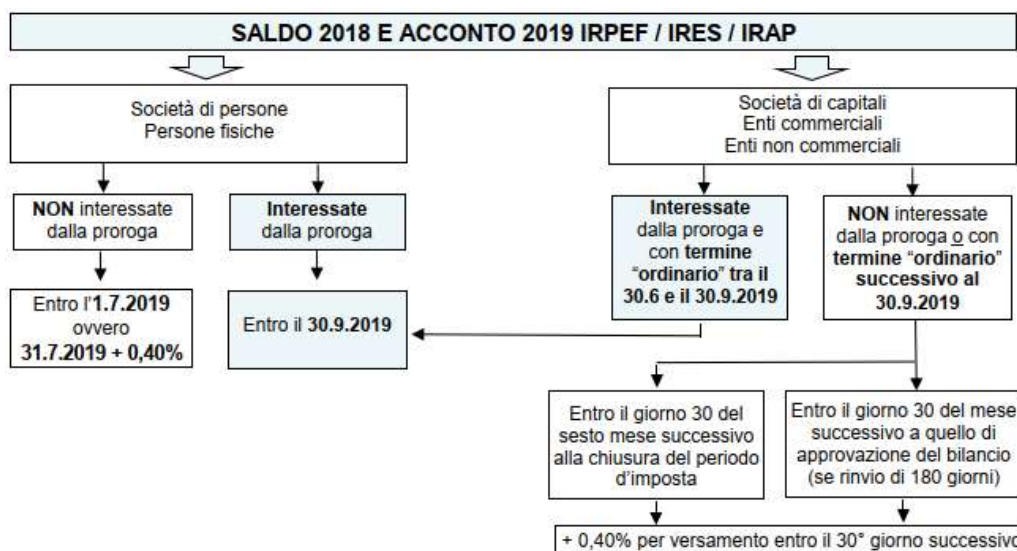 SALDO 2018 E ACCONTO 2019 IRPEF / IRES / IRAP
Società di persone
Persone fisiche
Società di capitali
Enti commerciali
Enti non commerciali
NON interessate
dalla proroga
Interessate
dalla proroga
Interessate
dalla proroga e
con termine
“ordinario” tra il
30.6 e il 30.9.2019
NON interessate
dalla proroga o con
termine “ordinario”
successivo al
30.9.2019
Entro l'1.7.2019
ovvero
31.7.2019 + 0,40%
Entro il 30.9.2019
Entro il giorno 30 del
sesto mese successivo
alla chiusura del periodo
d'imposta
Entro il giorno 30 del mese
successivo a quello di
approvazione del bilancio
(se rinvio di 180 giorni)
+ 0,40% per versamento entro il 30° giorno successivo